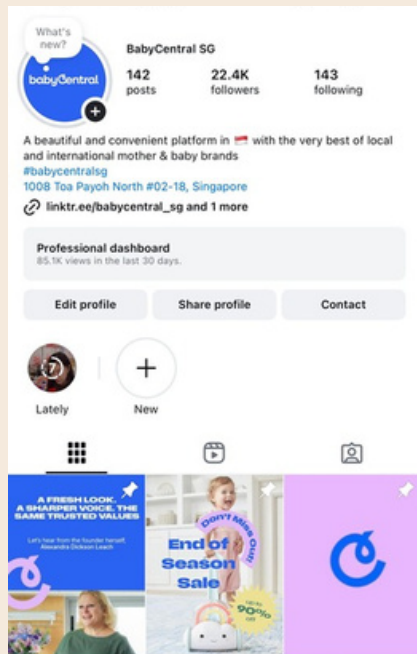 What's
new?
babyCentral
BabyCentral SG
142
posts
22.4K
followers
143
following
A beautiful and convenient platform in 🇸🇬 with the very best of local
and international mother & baby brands
#babycentralsg
1008 Toa Payoh North #02-18, Singapore
linktr.ee/babycentral_sg and 1 more
Professional dashboard
85.1K views in the last 30 days.
Edit profile
Share profile
Contact
7
Lately
New
A FRESH LOOK.
A SHARPER VOICE. THE
SAME TRUSTED VALUES
Let's hear from the founder herself,
Alexandra Dickson Leach
Don't Miss Out!
End of
Season
Sale
up to
90%
off